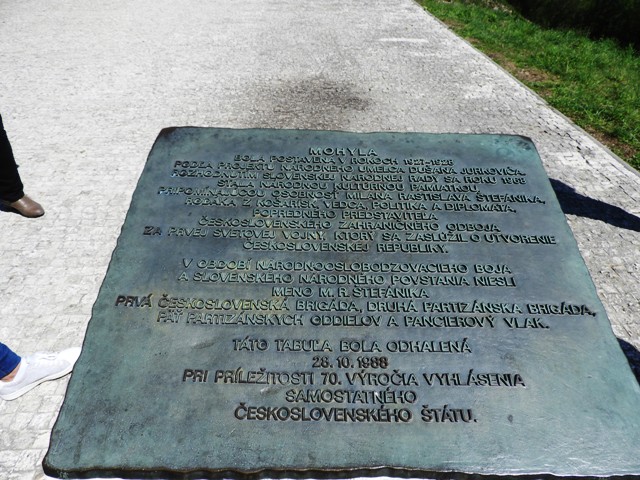 MOHYLA
BOLA POSTAVENÁ V ROKOCH 1927-1928
PODĽA PROJEKTU NÁRODNÉHO UMELCA DUŠANA JURKOVIČA.
ROZHODNUTÍM SLOVENSKEJ NÁRODNEJ RADY SA ROKU 1968
STALA NÁRODNOU KULTÚRNOU PAMIATKOU,
PRIPOMÍNAJÚCOU OSOBNOSŤ MILANA RASTISLAVA ŠTEFÁNIKA,
RODÁKA Z KOŠARÍSK, VEDCA, POLITIKA A DIPLOMATA,
POPREDNÉHO PREDSTAVITEĽA
ČESKOSLOVENSKÉHO ZAHRANIČNÉHO ODBOJA
ZA PRVEJ SVETOVEJ VOJNY, KTORÝ SA ZASLÚŽIL O UTVORENIE
ČESKOSLOVENSKEJ REPUBLIKY.
V OBDOBÍ NÁRODNOOSLOBODZOVACIEHO BOJA
A SLOVENSKÉHO NÁRODNÉHO POVSTANIA NIESLI
MENO M. R. ŠTEFÁNIKA
PRVÁ ČESKOSLOVENSKÁ BRIGÁDA, DRUHÁ PARTIZÁNSKA BRIGÁDA,
PÄŤ PARTIZÁNSKYCH ODDIELOV A PANCIEROVÝ VLAK.
TÁTO TABUĽA BOLA ODHALENÁ
28.10.1988
PRI PRÍLEŽITOSTI 70. VÝROČIA VYHLÁSENIA
SAMOSTATNÉHO
ČESKOSLOVENSKÉHO ŠTÁTU.